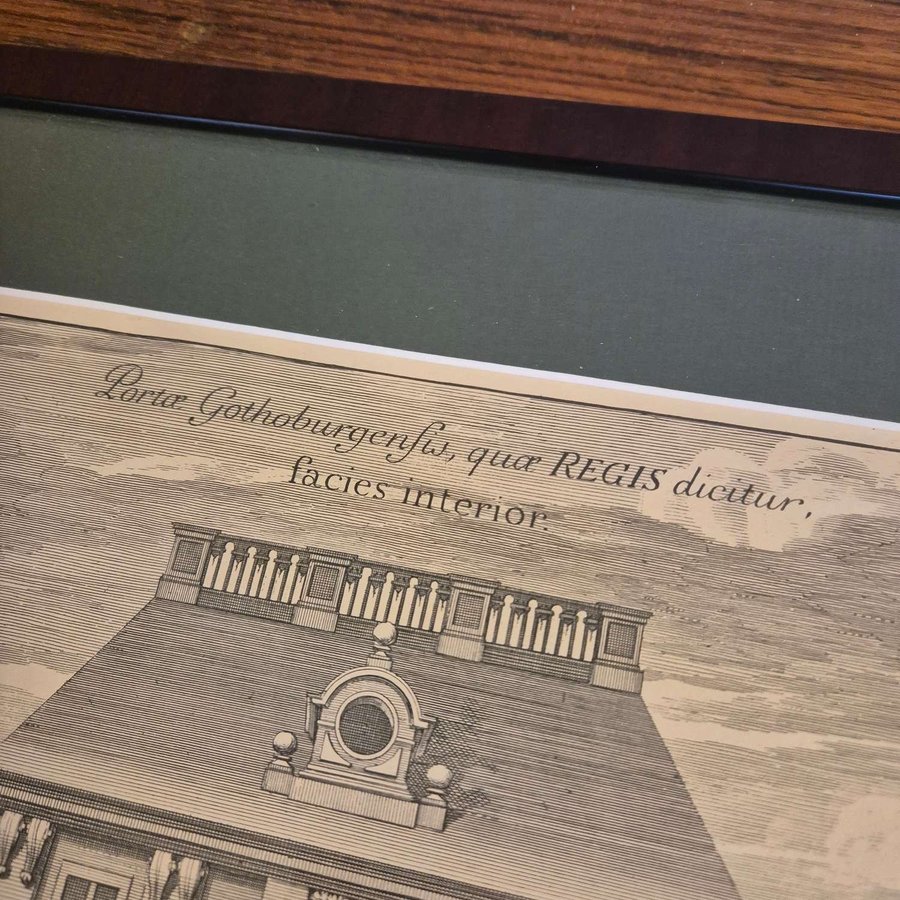 Portæ Gothoburgenſis, quæ REGIS dicitur,
facies interior.